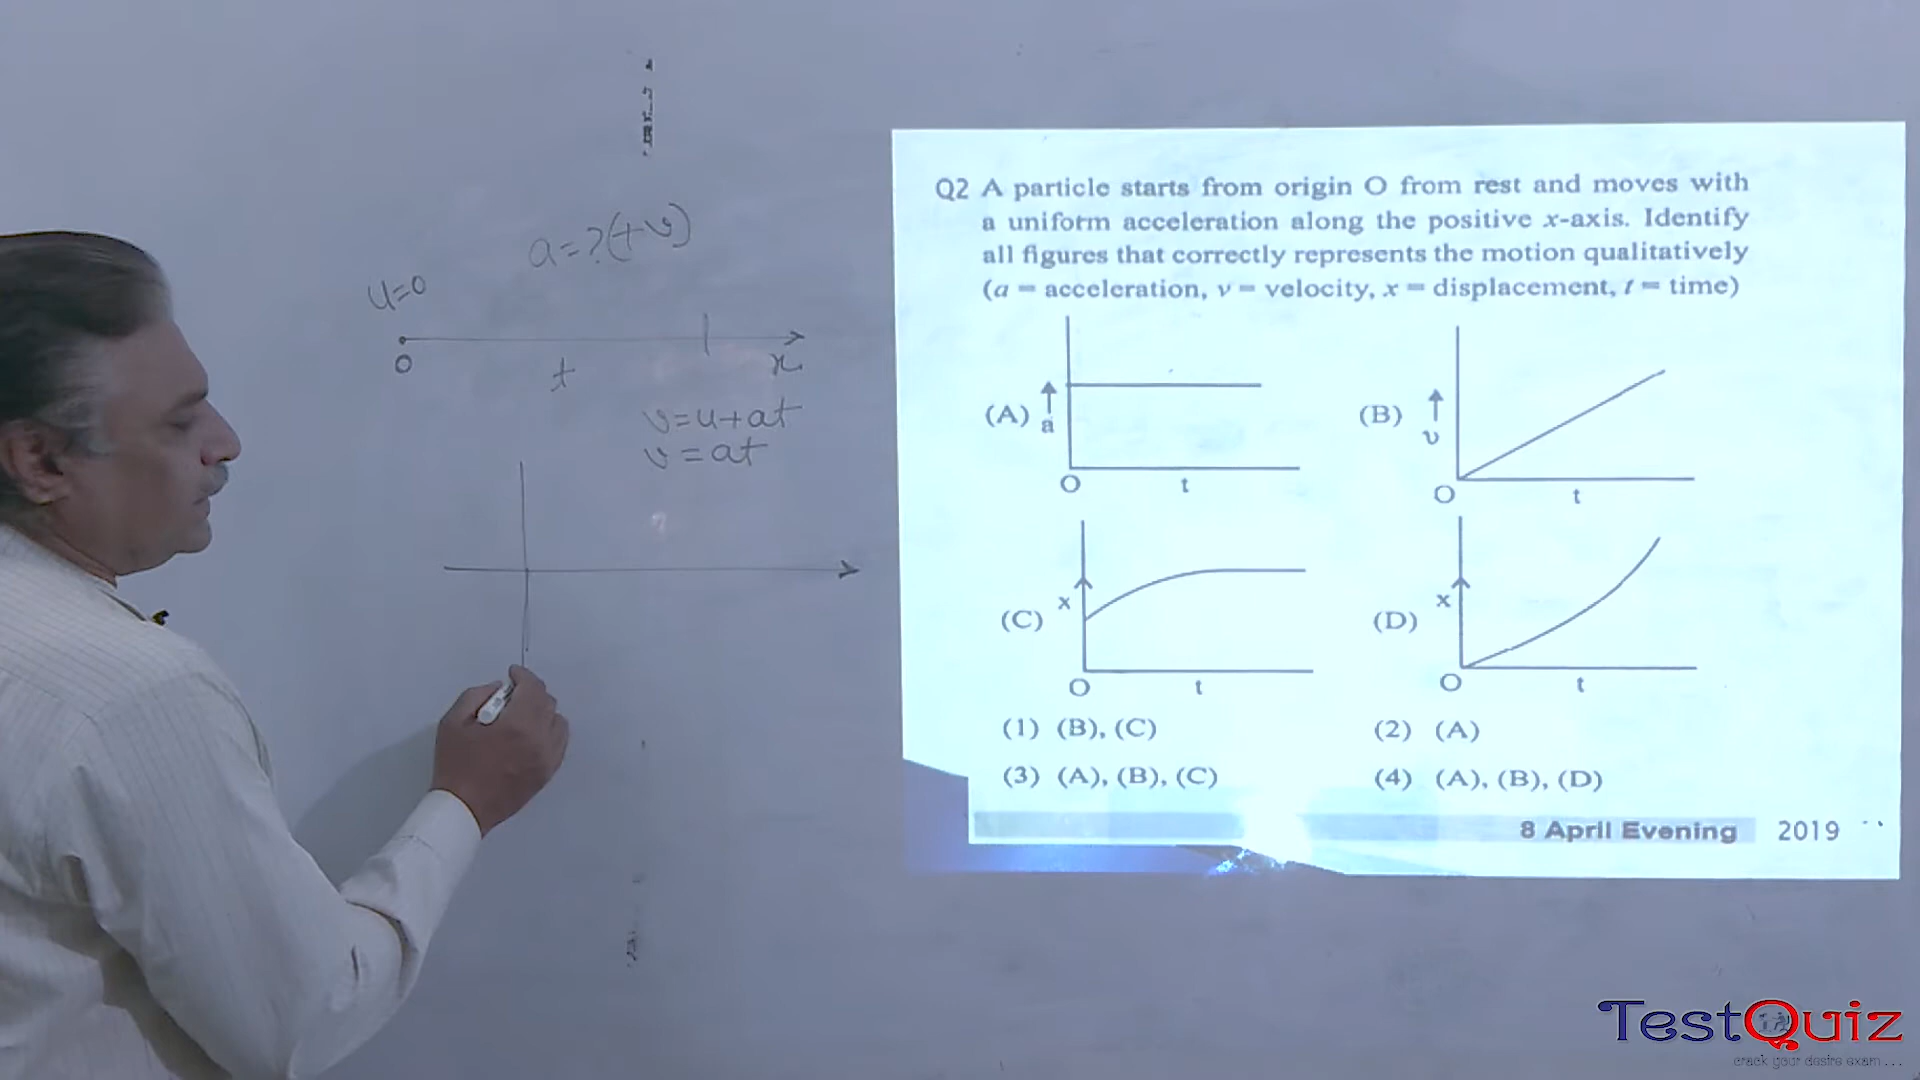 a=?(+v)
u=0
O
t
x
v=u+at
v=at
Q2 A particle starts from origin O from rest and moves with
a uniform acceleration along the positive x-axis. Identify
all figures that correctly represents the motion qualitatively
(a = acceleration, v = velocity, x = displacement, t = time)
(A) a O t
(B) v O t
(C) x O t
(D) x O t
(1) (B), (C)
(2) (A)
(3) (A), (B), (C)
(4) (A), (B), (D)
8 April Evening 2019
TestQuiz
crack your desire exam ...